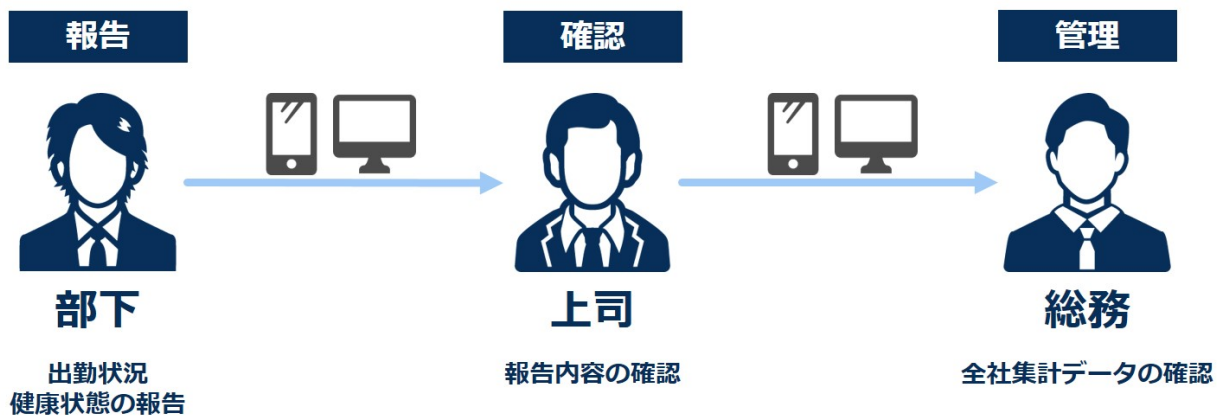 報告
確認
管理
部下
上司
総務
出勤状況
健康状態の報告
報告内容の確認
全社集計データの確認